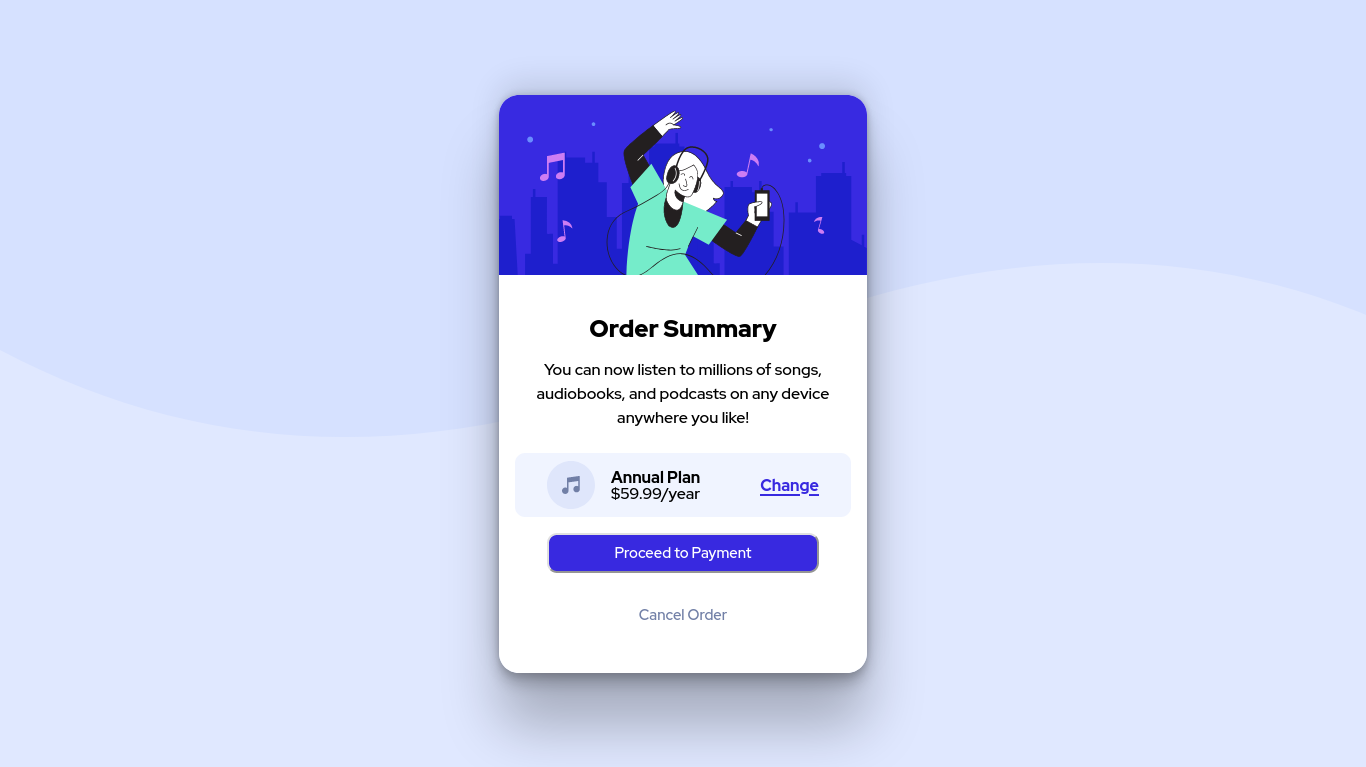 Order Summary
You can now listen to millions of songs,
audiobooks, and podcasts on any device
anywhere you like!
Annual Plan
$59.99/year
Change
Proceed to Payment
Cancel Order